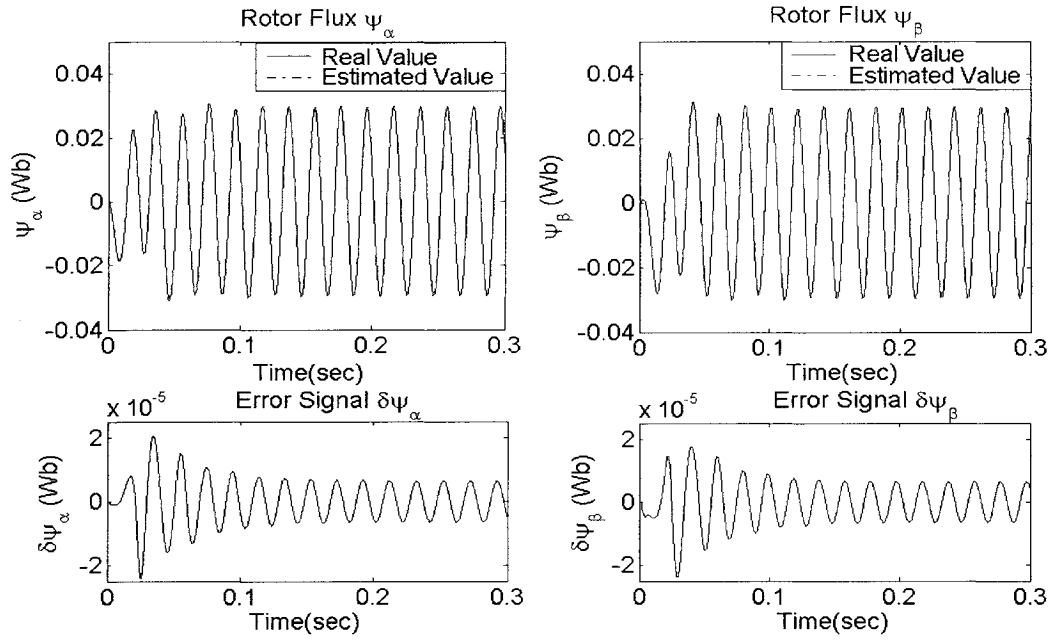 Rotor Flux ψα
Real Value
Estimated Value
0.04
0.02
0
-0.02
-0.04
ψα (Wb)
0
0.1
0.2
0.3
Time(sec)
Rotor Flux ψβ
Real Value
Estimated Value
0.04
0.02
0
-0.02
-0.04
ψβ (Wb)
0
0.1
0.2
0.3
Time(sec)
x 10-5
Error Signal δψα
2
0
-2
δψα (Wb)
0
0.1
0.2
0.3
Time(sec)
x 10-5
Error Signal δψβ
2
0
-2
δψβ (Wb)
0
0.1
0.2
0.3
Time(sec)